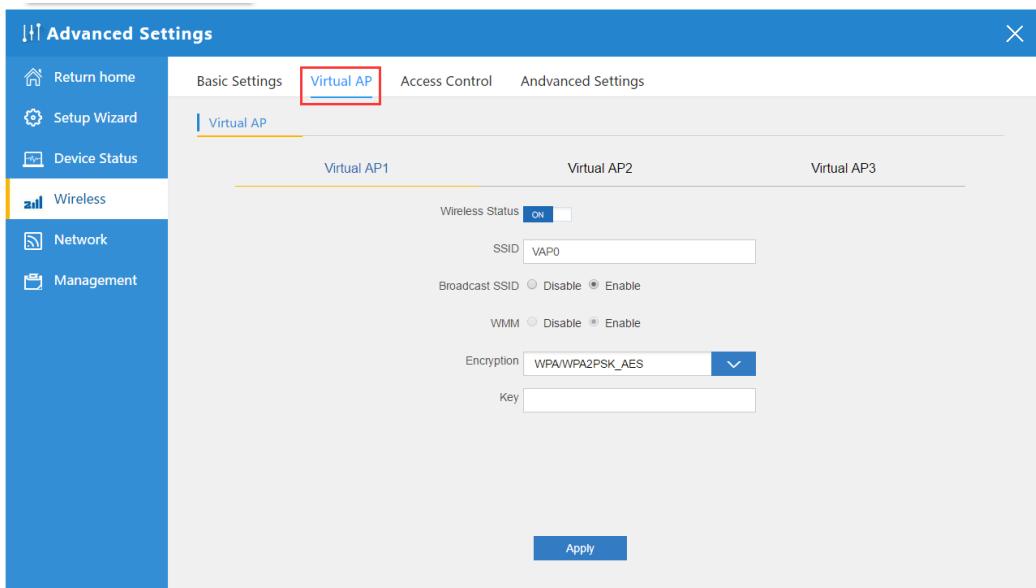 Advanced Settings
Return home
Setup Wizard
Device Status
Wireless
Network
Management
Basic Settings Virtual AP Access Control Andvanced Settings
Virtual AP
Virtual AP1 Virtual AP2 Virtual AP3
Wireless Status ON
SSID VAP0
Broadcast SSID Disable Enable
WMM Disable Enable
Encryption WPA/WPA2PSK_AES
Key
Apply